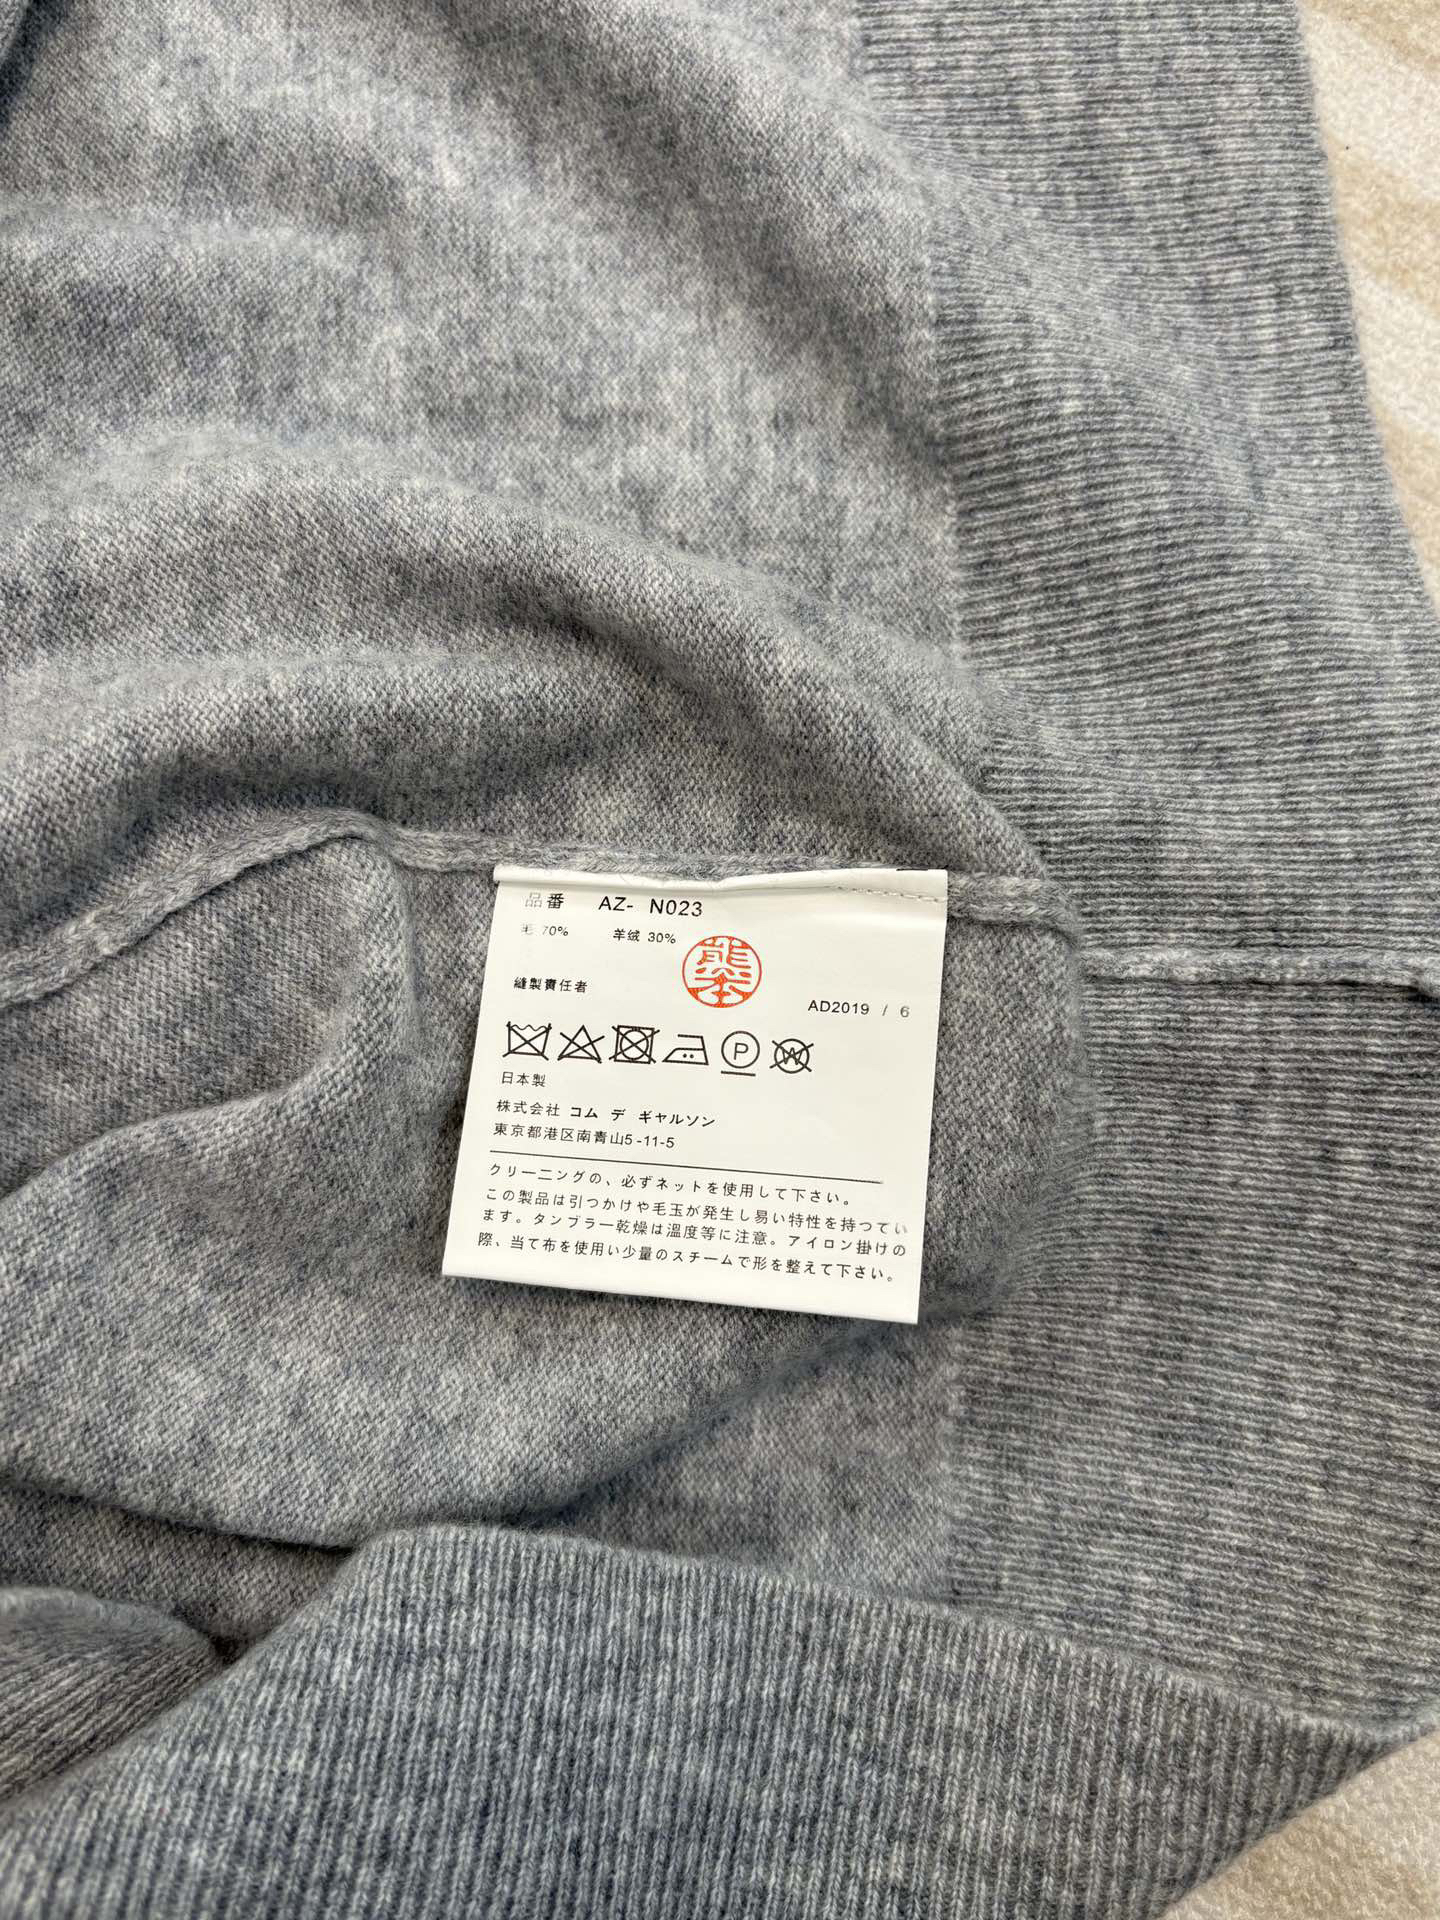 品番 AZ- N023
毛 70% 羊绒 30%
熊本
縫製責任者
AD2019 / 6
P
W
日本製
株式会社 コム デ ギャルソン
東京都港区南青山5-11-5
クリーニングの、必ずネットを使用して下さい。
この製品は引つかけや毛玉が発生し易い特性を持つてい
ます。タンブラー乾燥は温度等に注意。アイロン掛けの
際、当て布を使用い少量のスチームで形を整えて下さい。